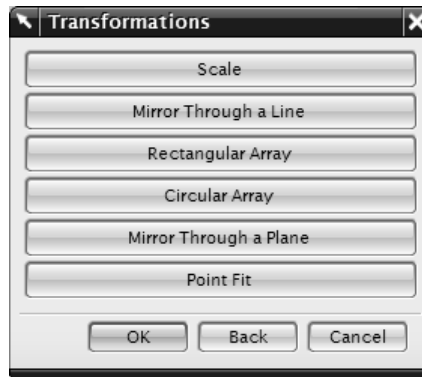 Transformations
Scale
Mirror Through a Line
Rectangular Array
Circular Array
Mirror Through a Plane
Point Fit
OK Back Cancel